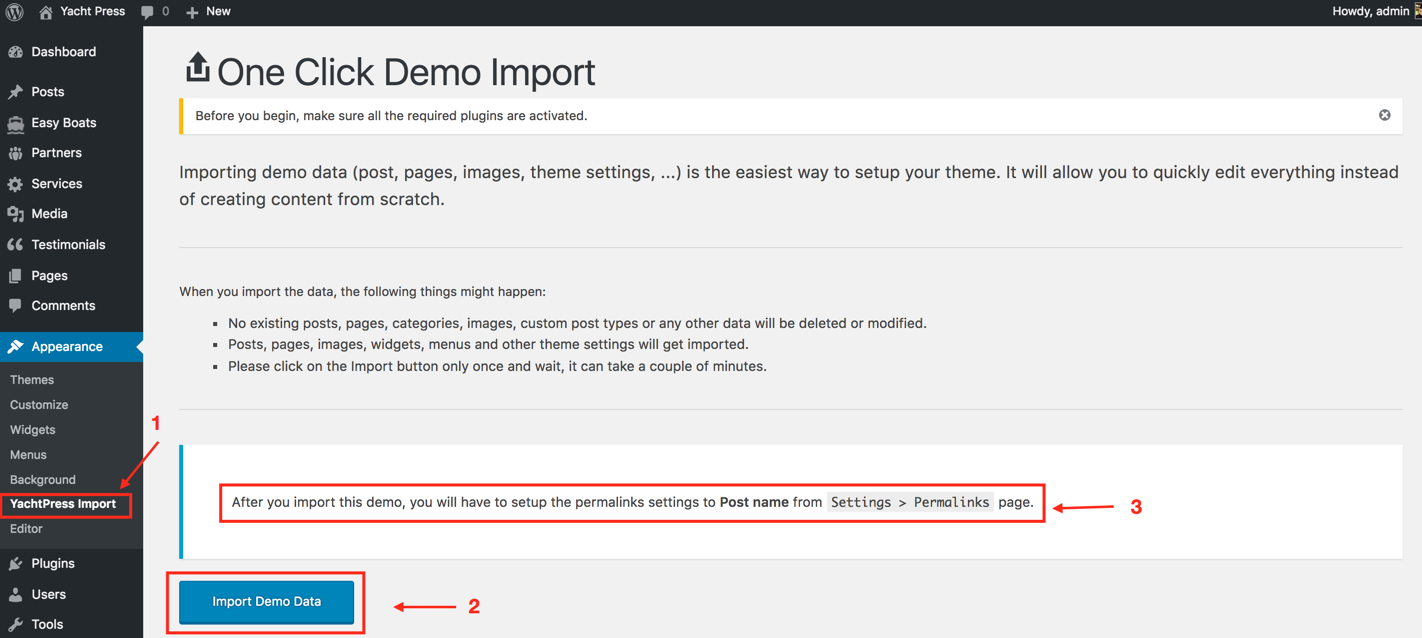 Yacht Press 0 New Howdy, admin
Dashboard
Posts
Easy Boats
Partners
Services
Media
Testimonials
Pages
Comments
Appearance
Themes
Customize
Widgets
Menus
Background
YachtPress Import
Editor
Plugins
Users
Tools
1
One Click Demo Import
Before you begin, make sure all the required plugins are activated.
Importing demo data (post, pages, images, theme settings, ...) is the easiest way to setup your theme. It will allow you to quickly edit everything instead
of creating content from scratch.
When you import the data, the following things might happen:
No existing posts, pages, categories, images, custom post types or any other data will be deleted or modified.
Posts, pages, images, widgets, menus and other theme settings will get imported.
Please click on the Import button only once and wait, it can take a couple of minutes.
After you import this demo, you will have to setup the permalinks settings to Post name from Settings > Permalinks page.
3
Import Demo Data
2